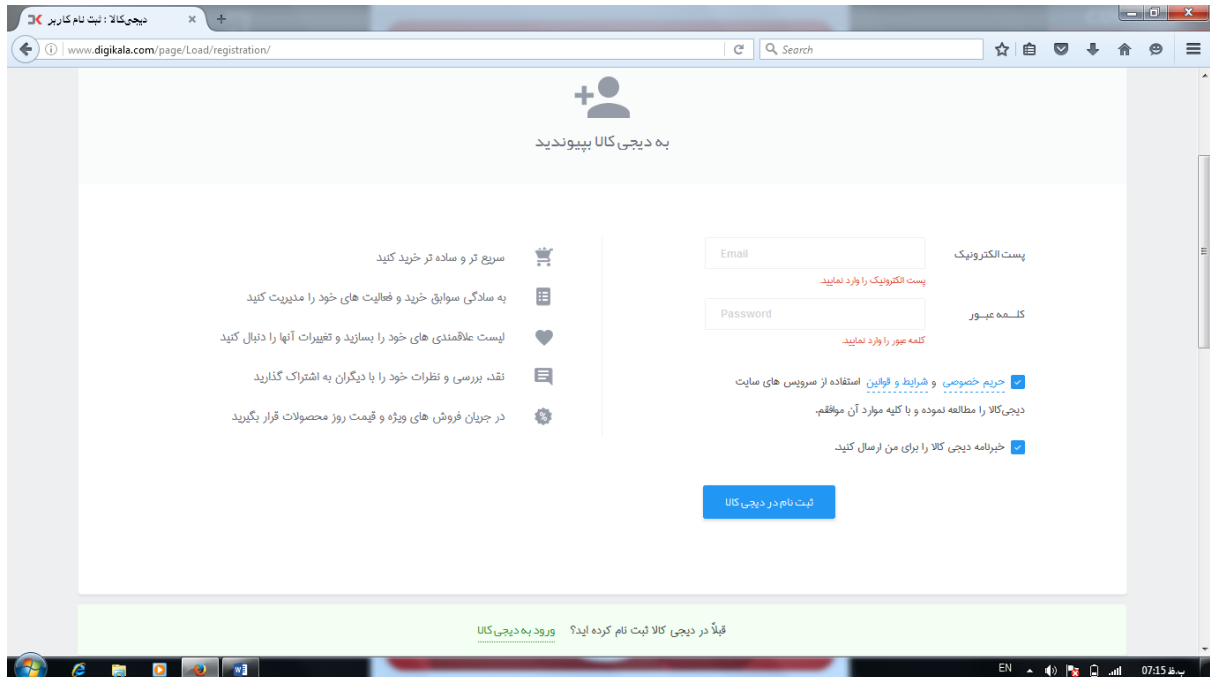 دیجی‌کالا : ثبت نام کاربر
www.digikala.com/page/Load/registration/
Search
به دیجی کالا بپیوندید
پست الکترونیک
Email
پست الکترونیک را وارد نمایید.
کلـــمه عبــور
Password
کلمه عبور را وارد نمایید.
حریم خصوصی و شرایط و قوانین استفاده از سرویس های سایت
دیجی‌کالا را مطالعه نموده و با کلیه موارد آن موافقم.
خبرنامه دیجی کالا را برای من ارسال کنید.
ثبت نام در دیجی کالا
سریع تر و ساده تر خرید کنید
به سادگی سوابق خرید و فعالیت های خود را مدیریت کنید
لیست علاقمندی های خود را بسازید و تغییرات آنها را دنبال کنید
نقد، بررسی و نظرات خود را با دیگران به اشتراک گذارید
در جریان فروش های ویژه و قیمت روز محصولات قرار بگیرید
قبلاً در دیجی کالا ثبت نام کرده اید؟ ورود به دیجی کالا
EN
07:15 ب.ظ